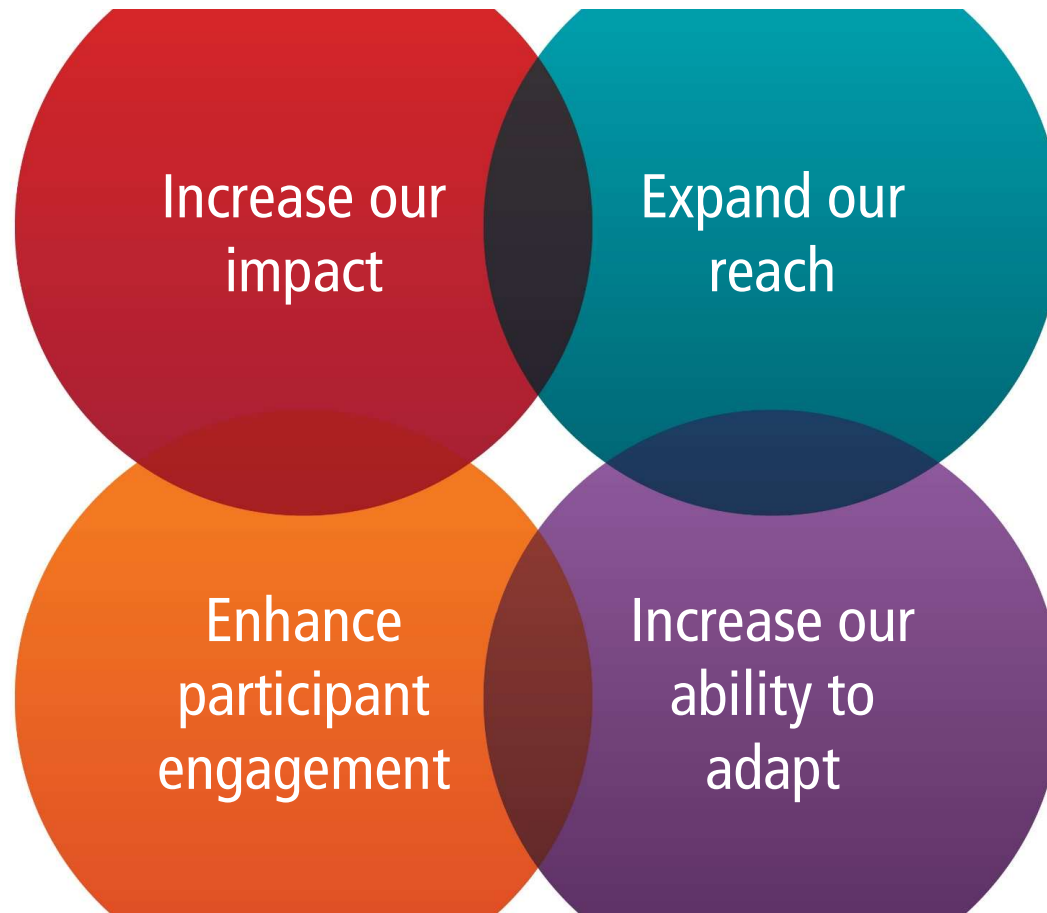 Increase our
impact
Expand our
reach
Enhance
participant
engagement
Increase our
ability to
adapt